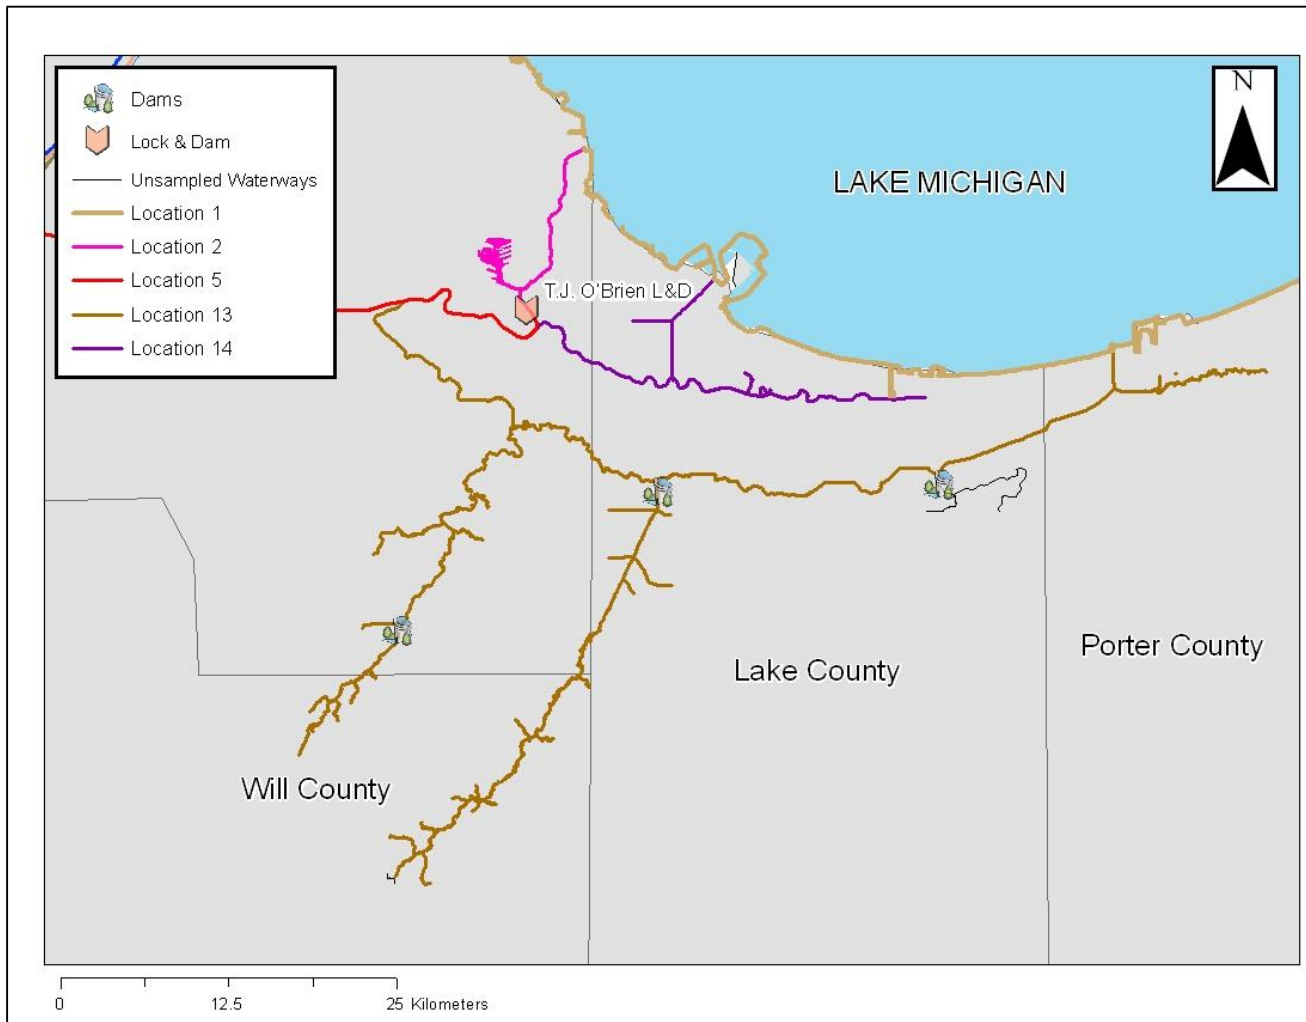 N
Dams
Lock & Dam
Unsampled Waterways
Location 1
Location 2
Location 5
Location 13
Location 14
LAKE MICHIGAN
T.J. O'Brien L&D
Porter County
Lake County
Will County
0 12.5 25 Kilometers